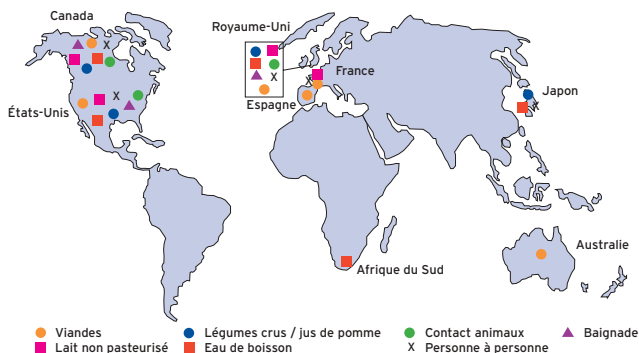 Canada
Royaume-Uni
France
Japon
Espagne
États-Unis
Australie
Afrique du Sud
Viandes
Légumes crus / jus de pomme
Contact animaux
Baignade
Lait non pasteurisé
Eau de boisson
X Personne à personne